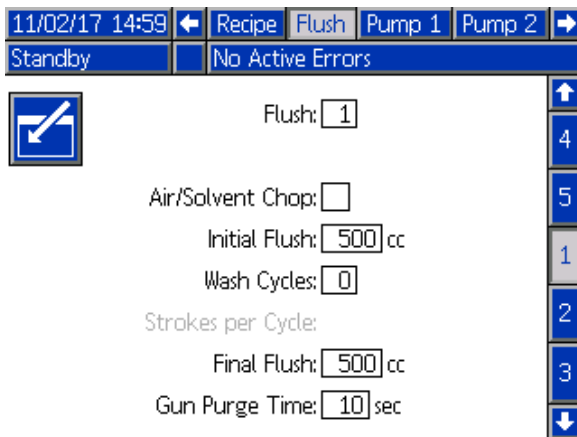 11/02/17 14:59 Recipe Flush Pump 1 Pump 2
Standby No Active Errors
Flush: 1
4
Air/Solvent Chop:
5
Initial Flush: 500 cc
1
Wash Cycles: 0
2
Strokes per Cycle:
Final Flush: 500 cc
3
Gun Purge Time: 10 sec